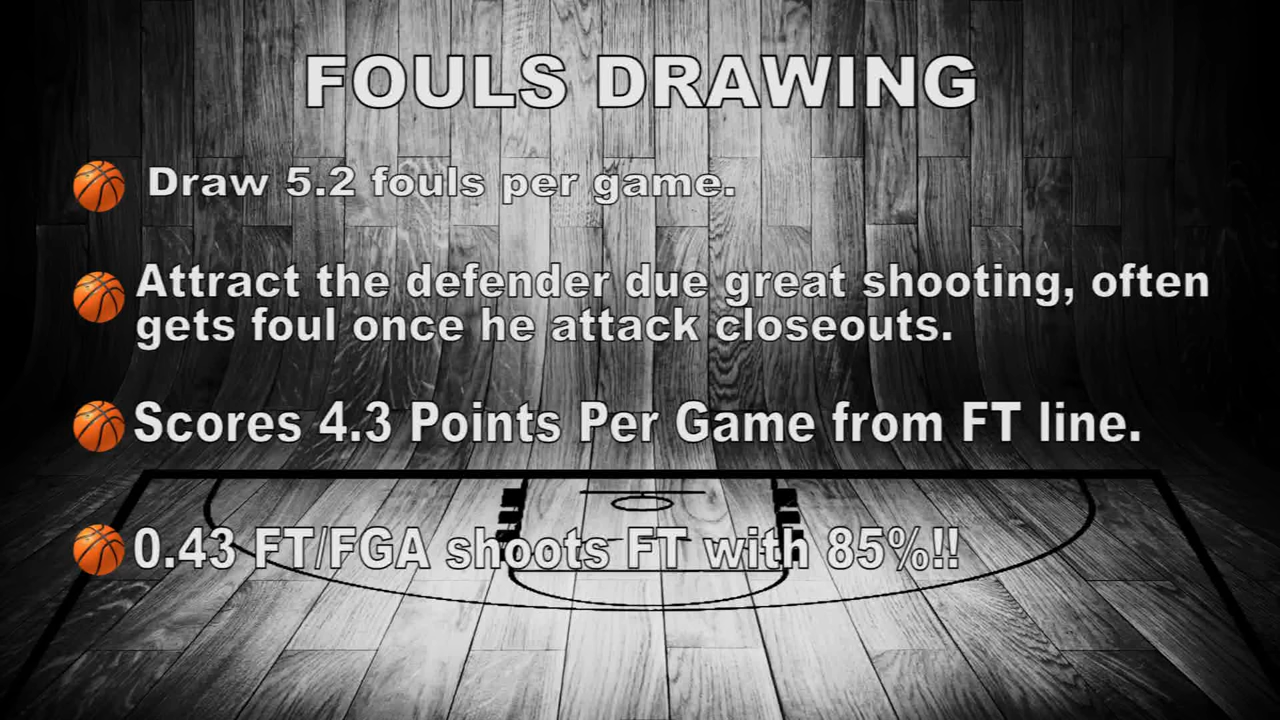 FOULS DRAWING
Draw 5.2 fouls per game.
Attract the defender due great shooting, often
gets foul once he attack closeouts.
Scores 4.3 Points Per Game from FT line.
0.43 FT/FGA shoots FT with 85%!!